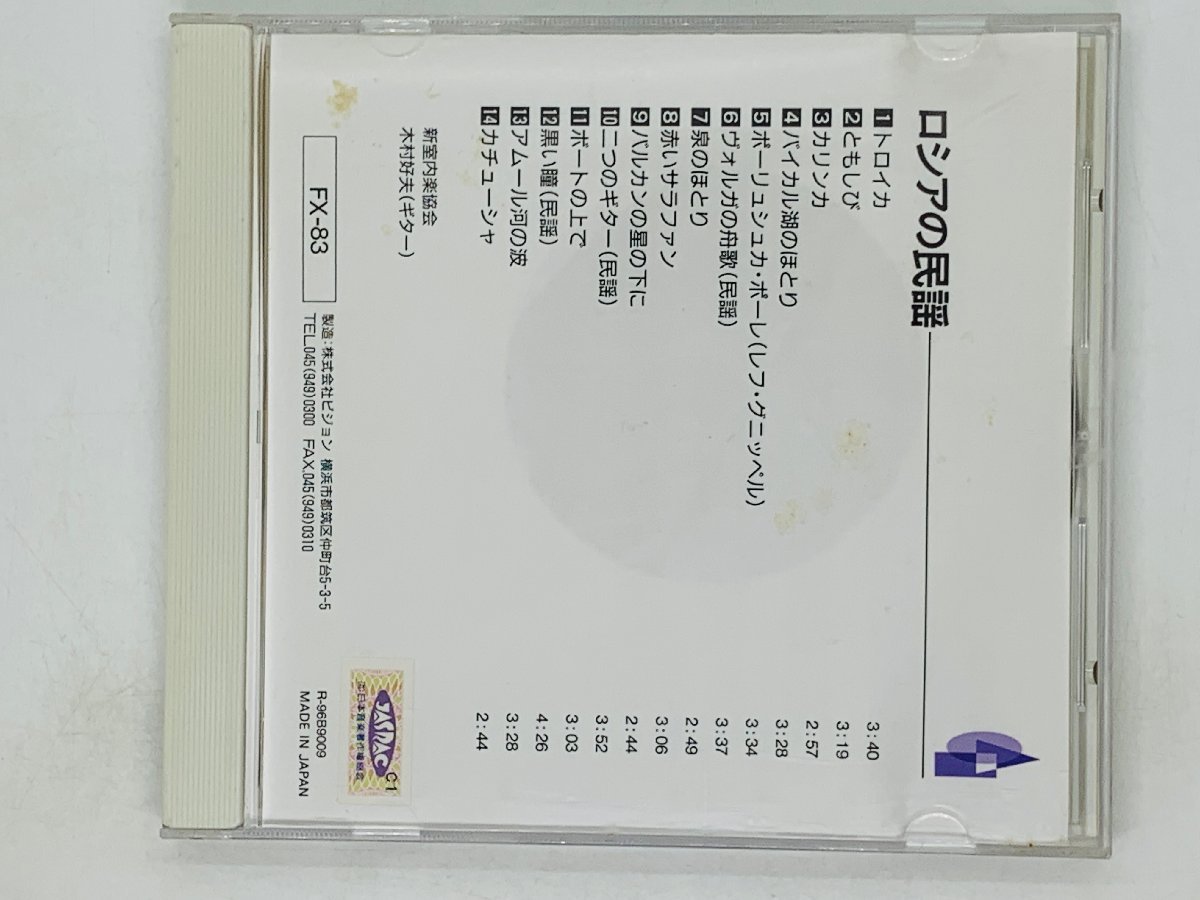 ロシアの民謡
1 トロイカ 3:40
2 ともしび 3:19
3 カリンカ 2:57
4 バイカル湖のほとり 3:28
5 ポーリュシュカ・ポーレ(レフ・グニッペル) 3:34
6 ヴォルガの舟歌(民謡) 3:37
7 泉のほとり 2:49
8 赤いサラファン 3:06
9 バルカンの星の下に 2:44
10 二つのギター(民謡) 3:52
11 ボートの上で 3:03
12 黒い瞳(民謡) 4:26
13 アムール河の波 3:28
14 カチューシャ 2:44
新室内楽協会
木村好夫(ギター)
FX-83
製造:株式会社ビジョン 横浜市都筑区仲町台5-3-5
TEL.045(949)0300 FAX.045(949)0310
JASRAC
C1
R-96B9009
MADE IN JAPAN